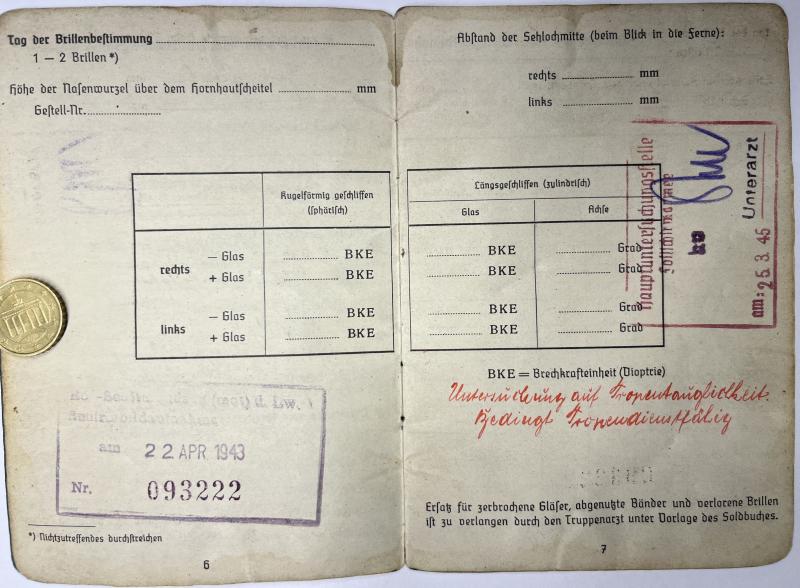 Tag der Brillenbestimmung
1 — 2 Brillen *)
Höhe der Nasenwurzel über dem Hornhautscheitel mm
Gestell-Nr.
Kugelförmig geschliffen
(sphärisch)
rechts
— Glas BKE
+ Glas BKE
links
— Glas BKE
+ Glas BKE
d. Lw.
am 22 APR 1943
Nr. 093222
*) Nichtzutreffendes durchstreichen
6
Abstand der Sehlochmitte (beim Blick in die Ferne):
rechts mm
links mm
Längsgeschliffen (zylindrisch)
Glas Achse
BKE Grad
BKE Grad
BKE Grad
BKE Grad
Hauptuntersuchungsstelle
Unterarzt
am: 25.3.45
BKE = Brechkrafteinheit (Dioptrie)
Untersuchung auf Tropentauglichkeit.
Bedingt Tropendienstfähig
Ersatz für zerbrochene Gläser, abgenutzte Bänder und verlorene Brillen
ist zu verlangen durch den Truppenarzt unter Vorlage des Soldbuches.
7